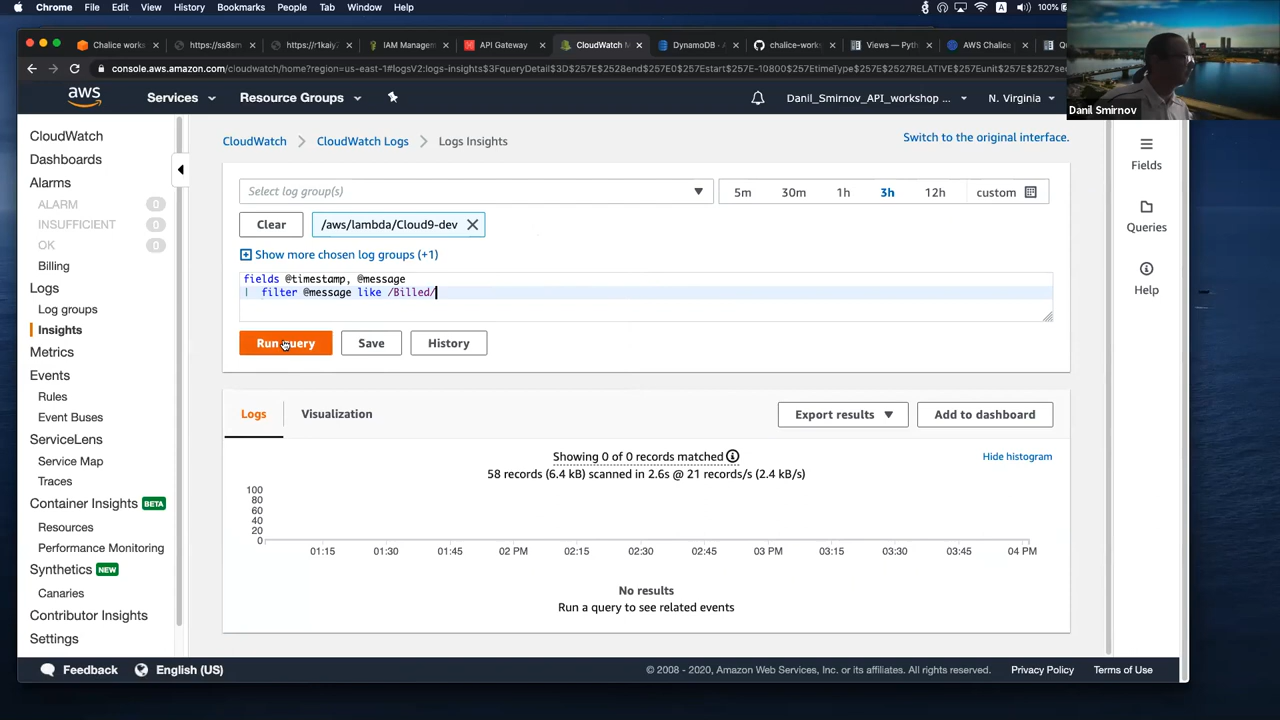 Chrome File Edit View History Bookmarks People Tab Window Help A 100%
Chalice works https://ss8sm https://r1kaiy7 IAM Managem API Gateway CloudWatch M DynamoDB - A chalice-work Views — Pyth AWS Chalic
console.aws.amazon.com/cloudwatch/home?region=us-east-1#logsV2:logs-insights$3FqueryDetail$3D$257E$2528end$257E0$257Estart$257E-10800$257EtimeType$257E$2527RELATIVE$257Eunit$257E$2527se
Danil Smirnov
aws Services Resource Groups Danil_Smirnov_API_workshop ... N. Virginia
CloudWatch
Dashboards
Alarms
ALARM 0
INSUFFICIENT 0
OK 0
Billing
Logs
Log groups
Insights
Metrics
Events
Rules
Event Buses
ServiceLens
Service Map
Traces
Container Insights BETA
Resources
Performance Monitoring
Synthetics NEW
Canaries
Contributor Insights
Settings
CloudWatch CloudWatch Logs Logs Insights
Switch to the original interface.
Select log group(s)
5m 30m 1h 3h 12h custom
Clear /aws/lambda/Cloud9-dev
Show more chosen log groups (+1)
fields @timestamp, @message
| filter @message like /Billed/
Run query Save History
Logs Visualization Export results Add to dashboard
Showing 0 of 0 records matched
Hide histogram
58 records (6.4 kB) scanned in 2.6s @ 21 records/s (2.4 kB/s)
100
80
60
40
20
0
01:15 01:30 01:45 02 PM 02:15 02:30 02:45 03 PM 03:15 03:30 03:45 04 PM
No results
Run a query to see related events
Fields
Queries
Help
Feedback English (US) © 2008 - 2020, Amazon Web Services, Inc. or its affiliates. All rights reserved. Privacy Policy Terms of Use